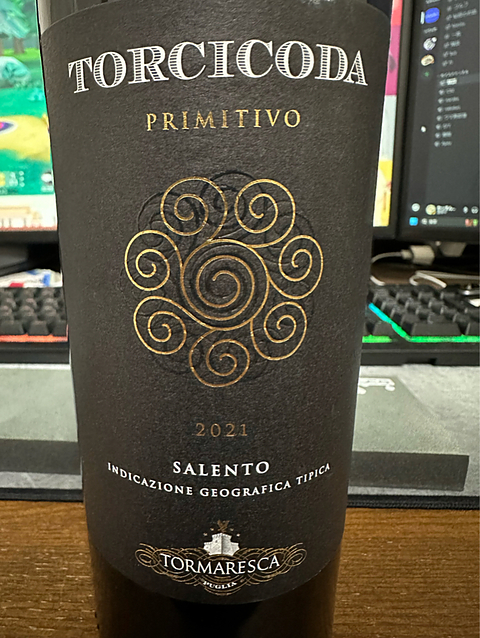 TORCICODA
PRIMITIVO
2021
SALENTO
INDICAZIONE GEOGRAFICA TIPICA
TORMARESCA
PUGLIA